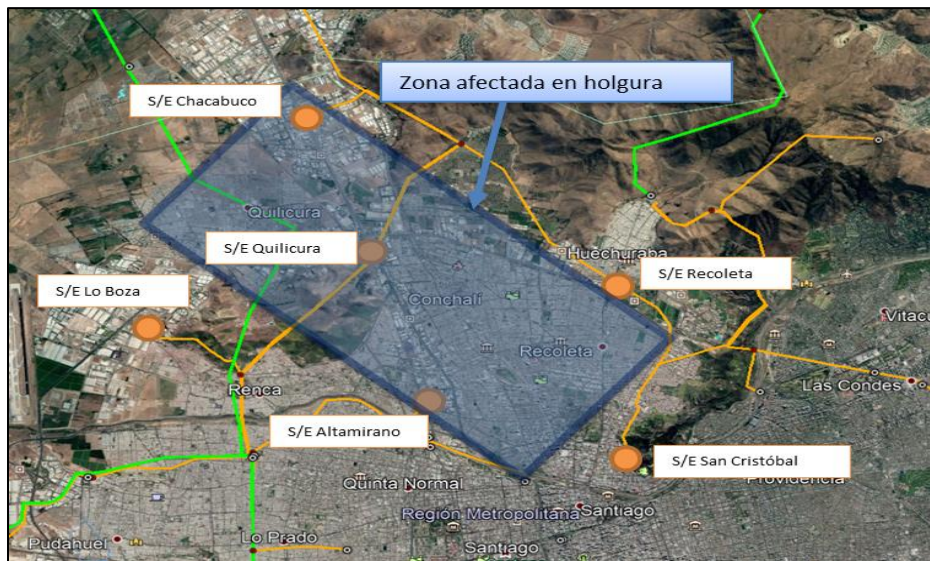 Zona afectada en holgura
S/E Chacabuco
Quilicura
S/E Quilicura
Huechuraba
S/E Recoleta
S/E Lo Boza
Conchalí
Vitacu
Recoleta
Renca
Las Condes
S/E Altamirano
S/E San Cristóbal
Quinta Normal
Providencia
Región Metropolitana
Santiago
Pudahuel
Lo Prado
Santiago